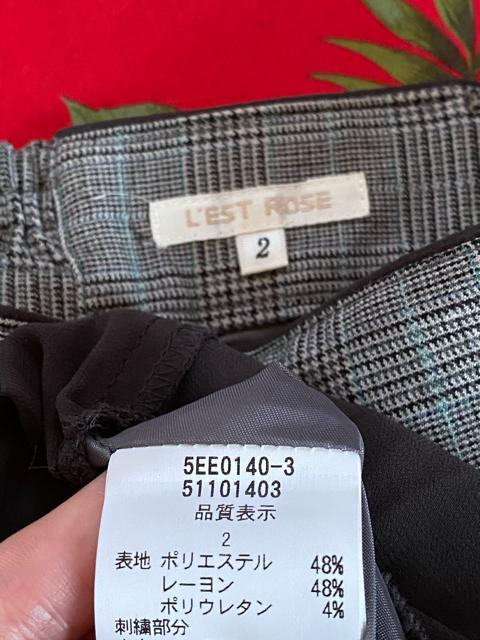 L'EST ROSE
2
5EE0140-3
51101403
品質表示
2
表地 ポリエステル 48%
レーヨン 48%
ポリウレタン 4%
刺繍部分